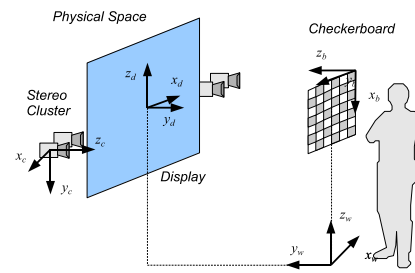 Physical Space
Checkerboard
z_b
z_d
x_d
x_b
Stereo
Cluster
y_d
z_c
x_c
Display
y_c
z_w
y_w
x_w